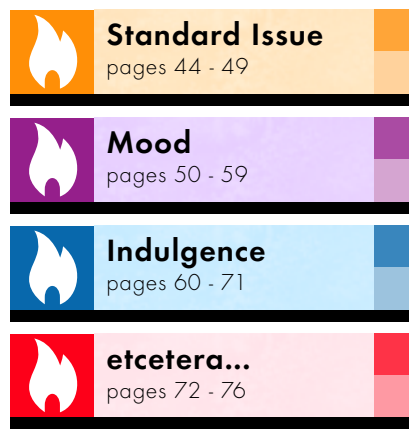 Standard Issue
pages 44 - 49
Mood
pages 50 - 59
Indulgence
pages 60 - 71
etcetera...
pages 72 - 76